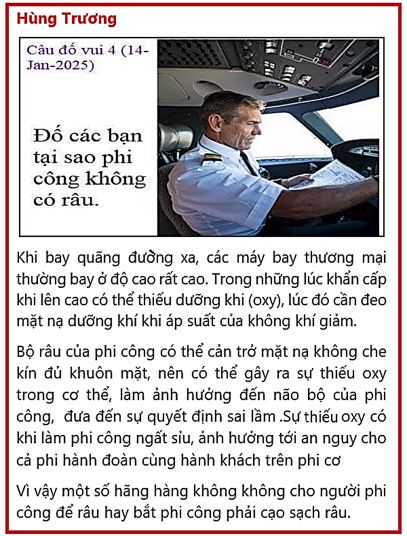 Hùng Trương
Câu đố vui 4 (14-
Jan-2025)
Đố các bạn
tại sao phi
công không
có râu.
Khi bay quãng đường xa, các máy bay thương mại
thường bay ở độ cao rất cao. Trong những lúc khẩn cấp
khi lên cao có thể thiếu dưỡng khi (oxy), lúc đó cần đeo
mặt nạ dưỡng khí khi áp suất của không khí giảm.
Bộ râu của phi công có thể cản trở mặt nạ không che
kín đủ khuôn mặt, nên có thể gây ra sự thiếu oxy
trong cơ thể, làm ảnh hưởng đến não bộ của phi
công, đưa đến sự quyết định sai lầm .Sự thiếu oxy có
khi làm phi công ngất sỉu, ảnh hưởng tới an nguy cho
cả phi hành đoàn cùng hành khách trên phi cơ
Vì vậy một số hãng hàng không không cho người phi
công để râu hay bắt phi công phải cạo sạch râu.